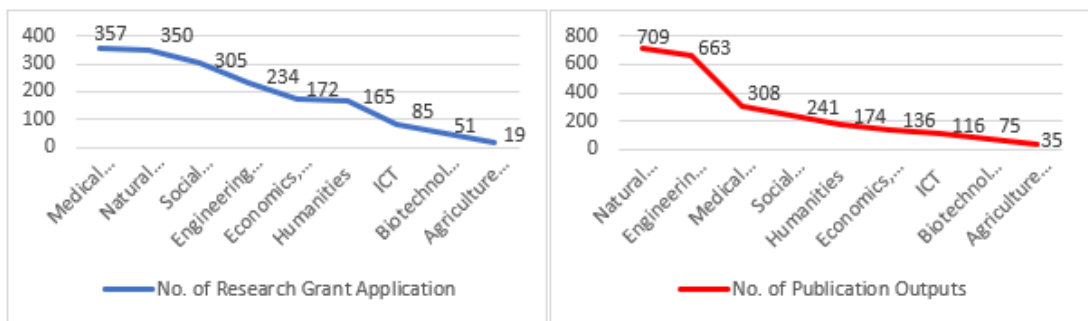 400
300
200
100
0
357
350
305
234
172
165
85
51
19
Medical...
Natural...
Social...
Engineering...
Economics,...
Humanities
ICT
Biotechnol...
Agriculture...
No. of Research Grant Application
800
600
400
200
0
709
663
308
241
174
136
116
75
35
Natural...
Engineerin...
Medical...
Social...
Humanities
Economics,...
ICT
Biotechnol...
Agriculture...
No. of Publication Outputs